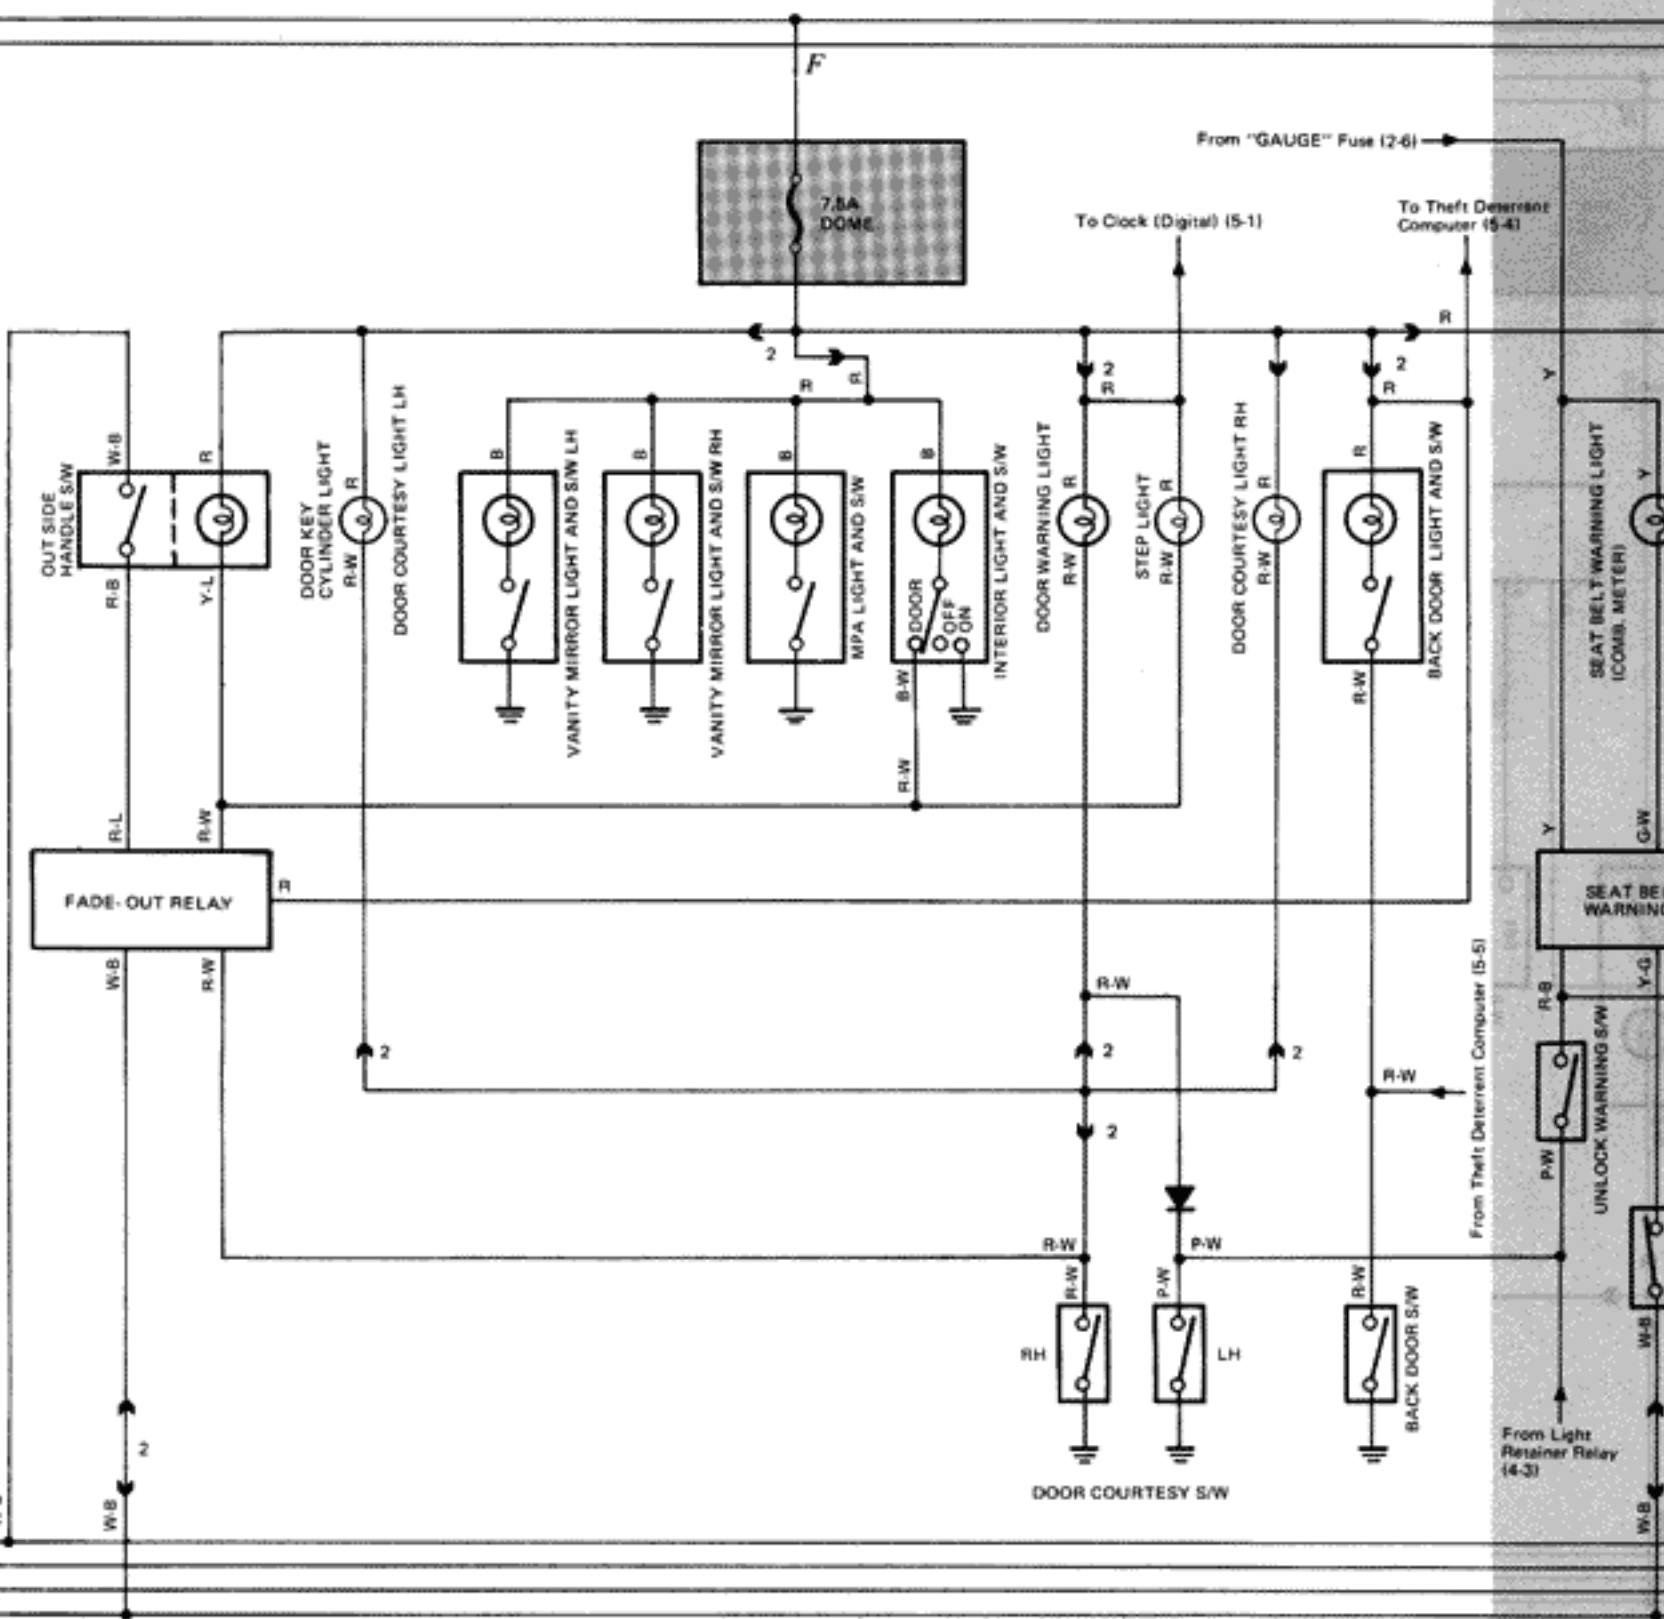 F
From "GAUGE" Fuse (2-6)
7.5A
DOME
To Clock (Digital) (5-1)
To Theft Deterrent
Computer (5-4)
R
2
2
2
R
R
R
R
Y
W-B
R
OUT SIDE
HANDLE S/W
R-B
Y-L
DOOR KEY
CYLINDER LIGHT
R
R-W
DOOR COURTESY LIGHT LH
B
VANITY MIRROR LIGHT AND S/W LH
B
VANITY MIRROR LIGHT AND S/W RH
B
MPA LIGHT AND S/W
B
DOOR
OFF
ON
INTERIOR LIGHT AND S/W
B-W
R-W
DOOR WARNING LIGHT
R
R-W
STEP LIGHT
R
R-W
DOOR COURTESY LIGHT RH
R
R-W
R
BACK DOOR LIGHT AND S/W
R-W
SEAT BELT WARNING LIGHT
(COMB. METER)
Y
R-L
R-W
Y
G-W
FADE-OUT RELAY
R
SEAT BE
WARNING
W-B
R-W
R-W
R-B
Y-G
2
2
2
R-W
From Theft Deterrent Computer (5-5)
UNLOCK WARNING S/W
2
P-W
R-W
P-W
R-W
P-W
R-W
RH
LH
BACK DOOR S/W
W-B
2
From Light
Retainer Relay
(4-3)
DOOR COURTESY S/W
W-B
W-B